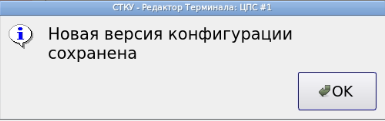 СТКУ - Редактор Терминала: ЦПС #1
Новая версия конфигурации
сохранена
OK